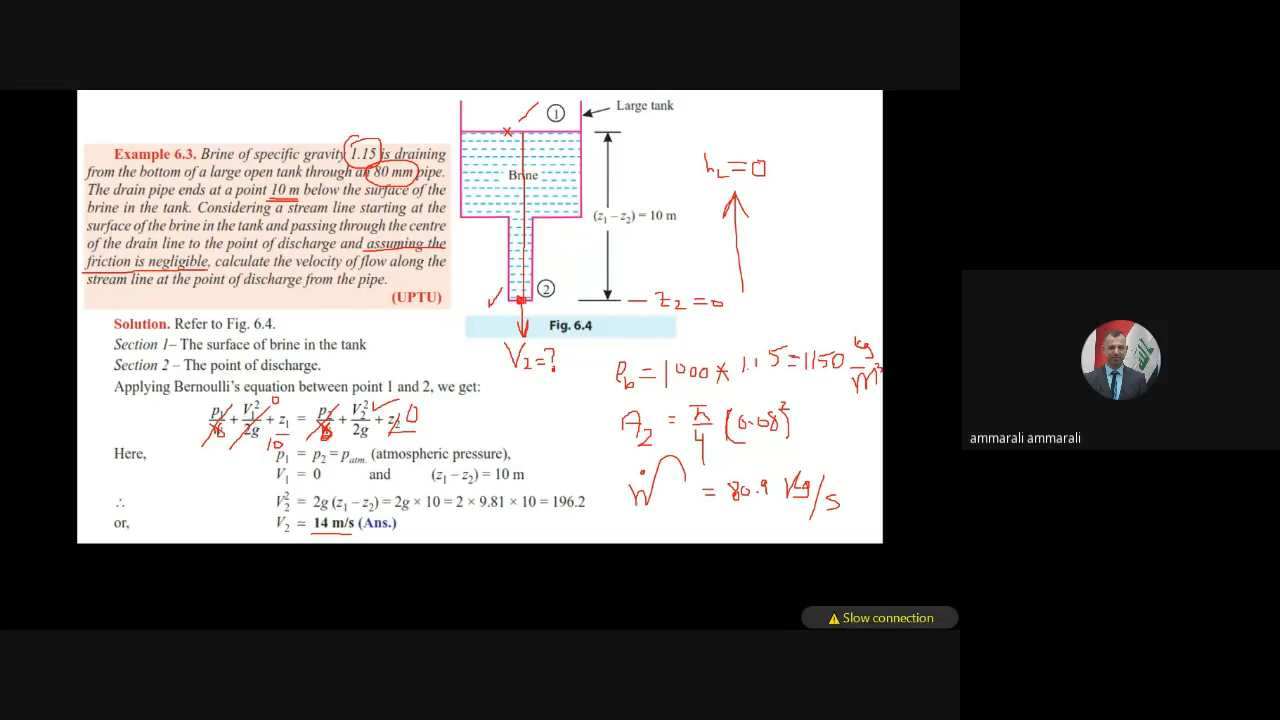 Example 6.3. Brine of specific gravity 1.15 is draining
from the bottom of a large open tank through an 80 mm pipe.
The drain pipe ends at a point 10 m below the surface of the
brine in the tank. Considering a stream line starting at the
surface of the brine in the tank and passing through the centre
of the drain line to the point of discharge and assuming the
friction is negligible, calculate the velocity of flow along the
stream line at the point of discharge from the pipe.
(UPTU)
Solution. Refer to Fig. 6.4.
Section 1– The surface of brine in the tank
Section 2 – The point of discharge.
Applying Bernoulli's equation between point 1 and 2, we get:
0
p₁/w + V₁²/2g + z₁ = p₂/w + V₂²/2g + z₂ 0
10
Here, p₁ = p₂ = patm. (atmospheric pressure),
V₁ = 0 and (z₁ – z₂) = 10 m
∴ V₂² = 2g (z₁ – z₂) = 2g × 10 = 2 × 9.81 × 10 = 196.2
or, V₂ ≃ 14 m/s (Ans.)
1
Large tank
Brine
(z₁ – z₂) = 10 m
2
Fig. 6.4
hL = 0
z₂ = 0
V₂ = ?
ρb = 1000 * 1.15 = 1150 kg/m³
A₂ = π/4 (0.08)²
ṁ = 80.9 kg/s
ammarali ammarali
Slow connection